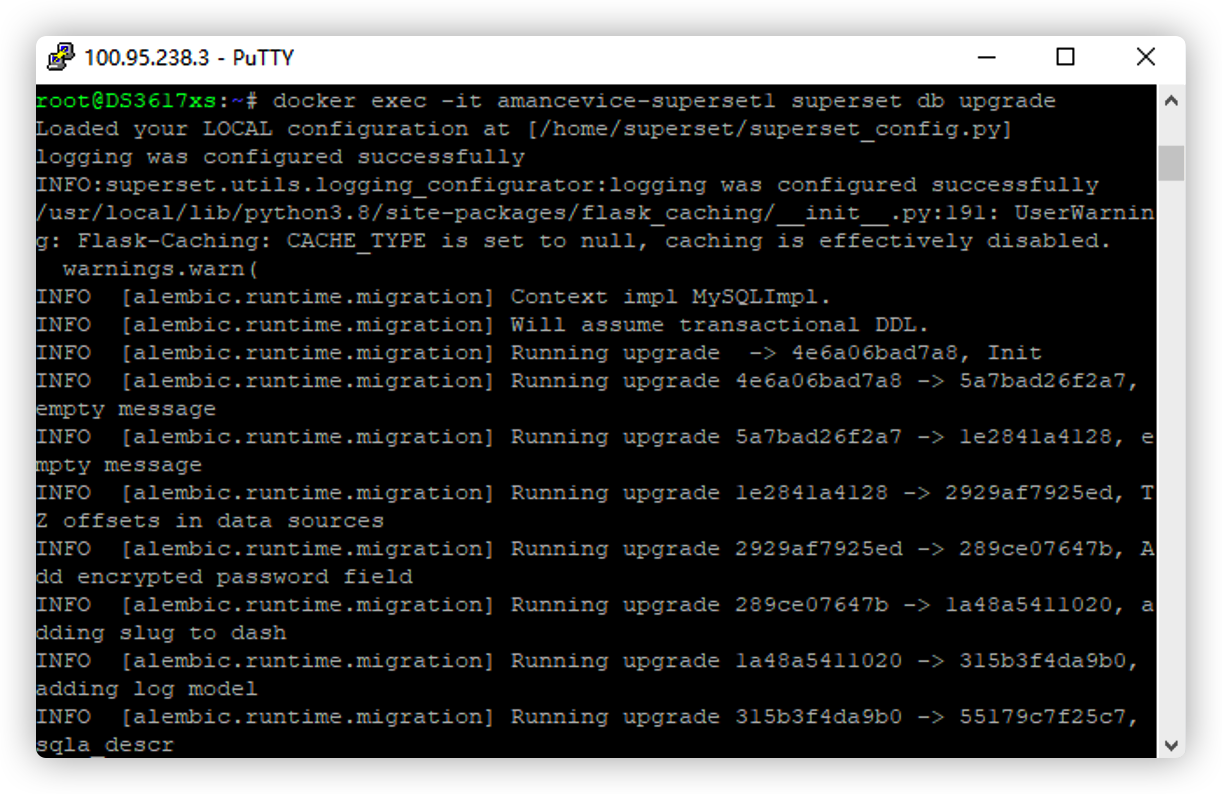 100.95.238.3 - PuTTY
root@DS3617xs:~# docker exec -it amancevice-superset1 superset db upgrade
Loaded your LOCAL configuration at [/home/superset/superset_config.py]
logging was configured successfully
INFO:superset.utils.logging_configurator:logging was configured successfully
/usr/local/lib/python3.8/site-packages/flask_caching/__init__.py:191: UserWarnin
g: Flask-Caching: CACHE_TYPE is set to null, caching is effectively disabled.
  warnings.warn(
INFO  [alembic.runtime.migration] Context impl MySQLImpl.
INFO  [alembic.runtime.migration] Will assume transactional DDL.
INFO  [alembic.runtime.migration] Running upgrade  -> 4e6a06bad7a8, Init
INFO  [alembic.runtime.migration] Running upgrade 4e6a06bad7a8 -> 5a7bad26f2a7,
empty message
INFO  [alembic.runtime.migration] Running upgrade 5a7bad26f2a7 -> 1e2841a4128, e
mpty message
INFO  [alembic.runtime.migration] Running upgrade 1e2841a4128 -> 2929af7925ed, T
Z offsets in data sources
INFO  [alembic.runtime.migration] Running upgrade 2929af7925ed -> 289ce07647b, A
dd encrypted password field
INFO  [alembic.runtime.migration] Running upgrade 289ce07647b -> 1a48a5411020, a
dding slug to dash
INFO  [alembic.runtime.migration] Running upgrade 1a48a5411020 -> 315b3f4da9b0,
adding log model
INFO  [alembic.runtime.migration] Running upgrade 315b3f4da9b0 -> 55179c7f25c7,
sqla_descr